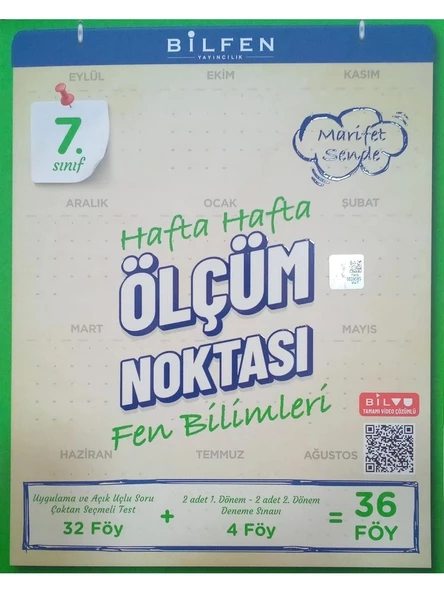 BİLFEN
YAYINCILIK
EYLÜL EKİM KASIM
7.
sınıf
Marifet
Sende
ARALIK OCAK ŞUBAT
Hafta Hafta
ÖLÇÜM
MART MAYIS
NOKTASI
Fen Bilimleri
BİLVU
TAMAMI VİDEO ÇÖZÜMLÜ
HAZİRAN TEMMUZ AĞUSTOS
Uygulama ve Açık Uçlu Soru
Çoktan Seçmeli Test
32 Föy
+
2 adet 1. Dönem - 2 adet 2. Dönem
Deneme Sınavı
4 Föy
=
36
FÖY